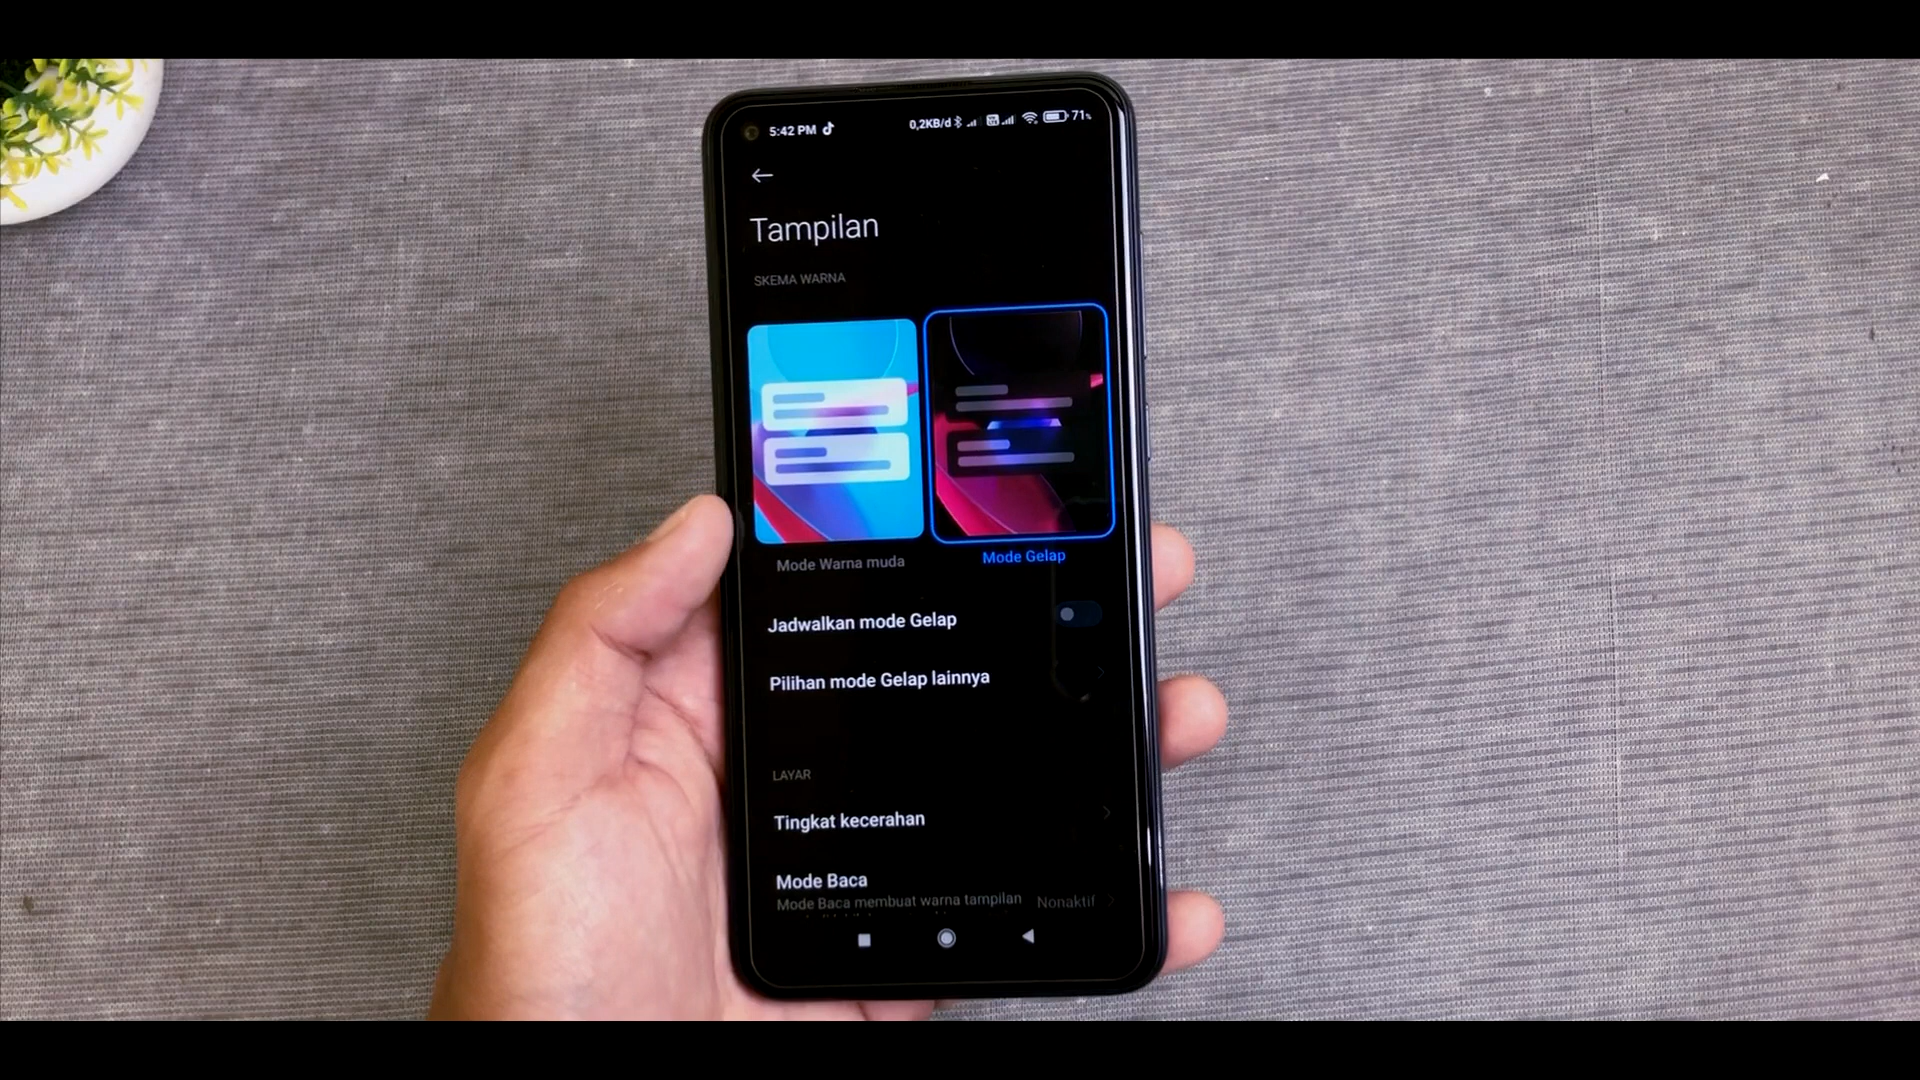 5:42 PM 0,2KB/d 71%
Tampilan
SKEMA WARNA
Mode Warna muda Mode Gelap
Jadwalkan mode Gelap
Pilihan mode Gelap lainnya
LAYAR
Tingkat kecerahan
Mode Baca
Mode Baca membuat warna tampilan Nonaktif